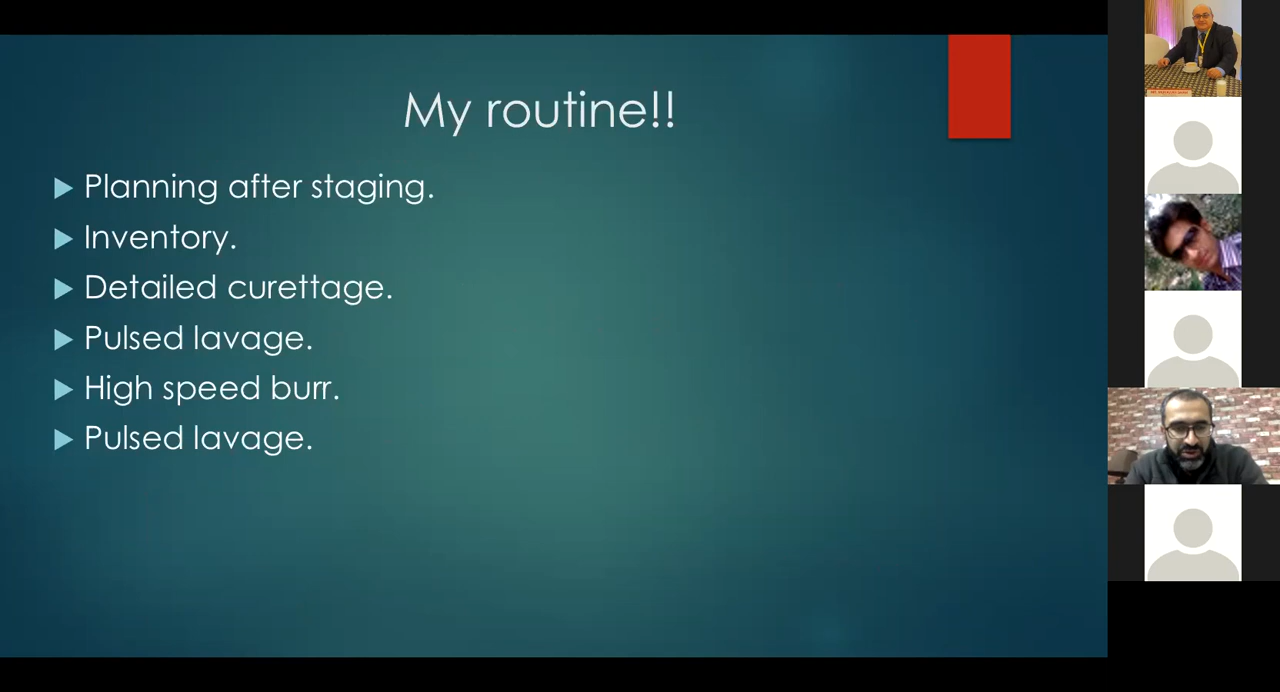 My routine!!
Planning after staging.
Inventory.
Detailed curettage.
Pulsed lavage.
High speed burr.
Pulsed lavage.